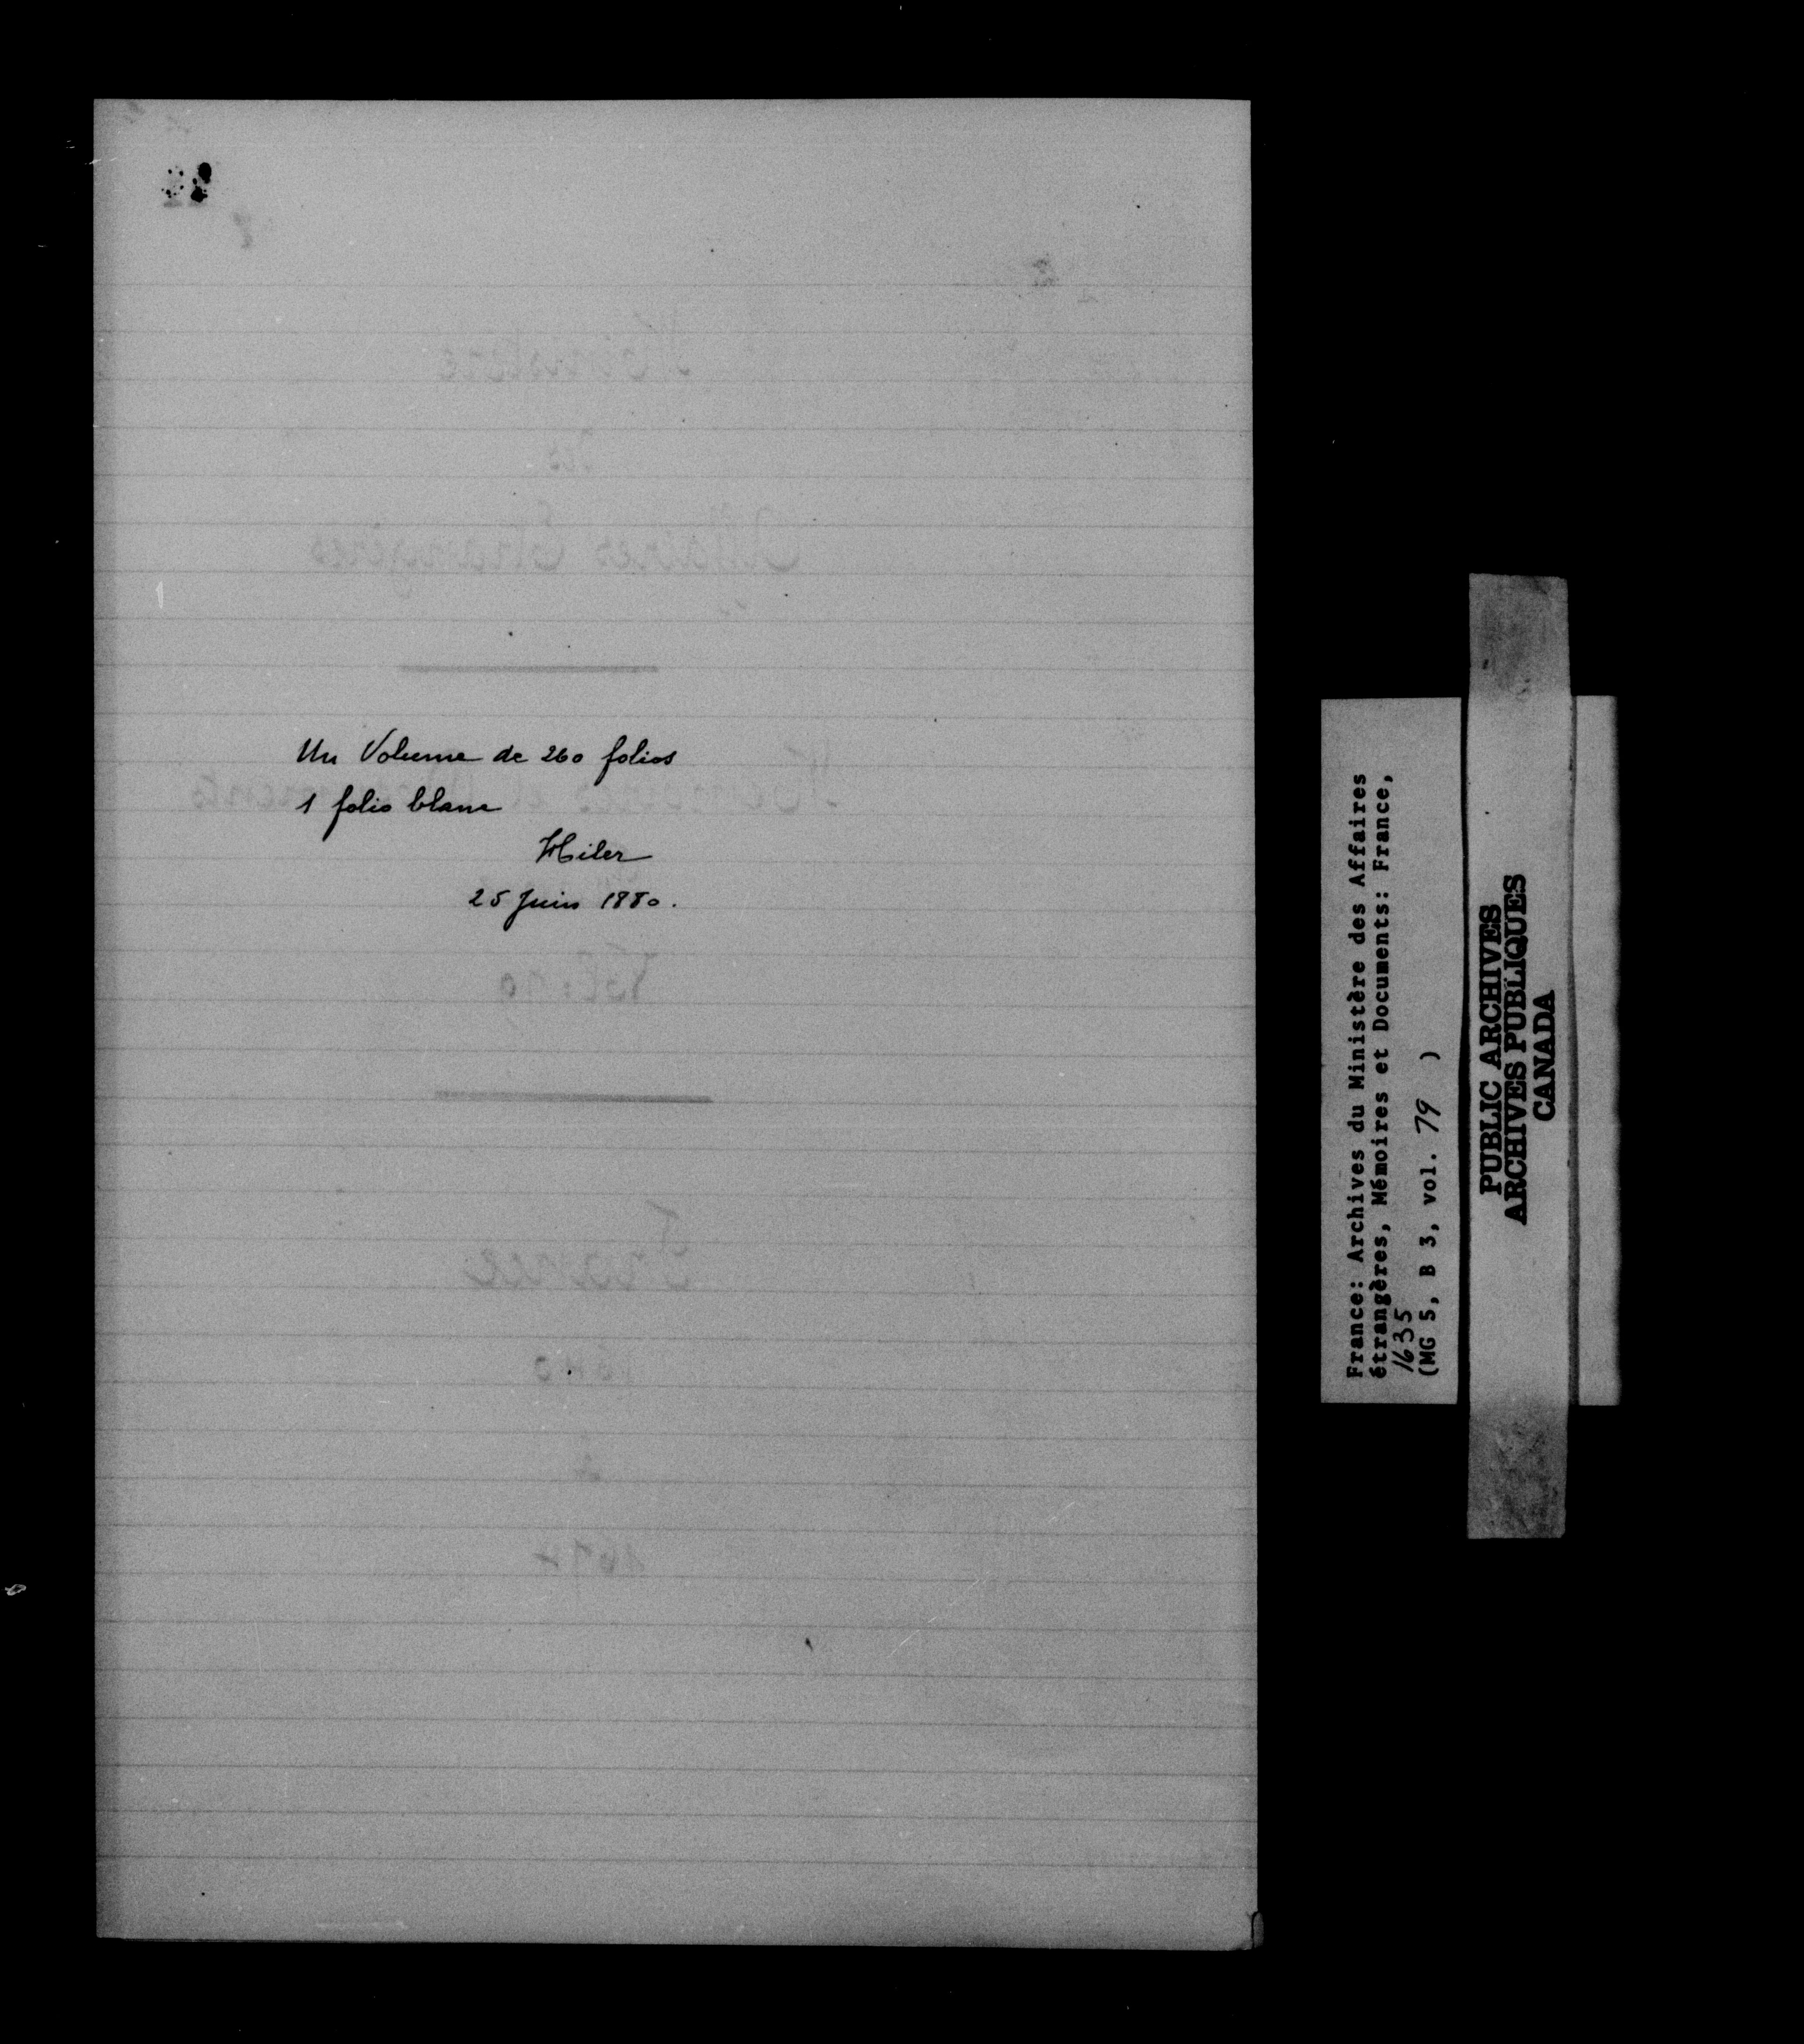 Un Volume de 260 folios
1 folio blanc
Hiler
25 Juin 1880.
France: Archives du Ministère des Affaires
étrangères, Mémoires et Documents: France,
1635
(MG 5, B 3, vol. 79 )
PUBLIC ARCHIVES
ARCHIVES PUBLIQUES
CANADA